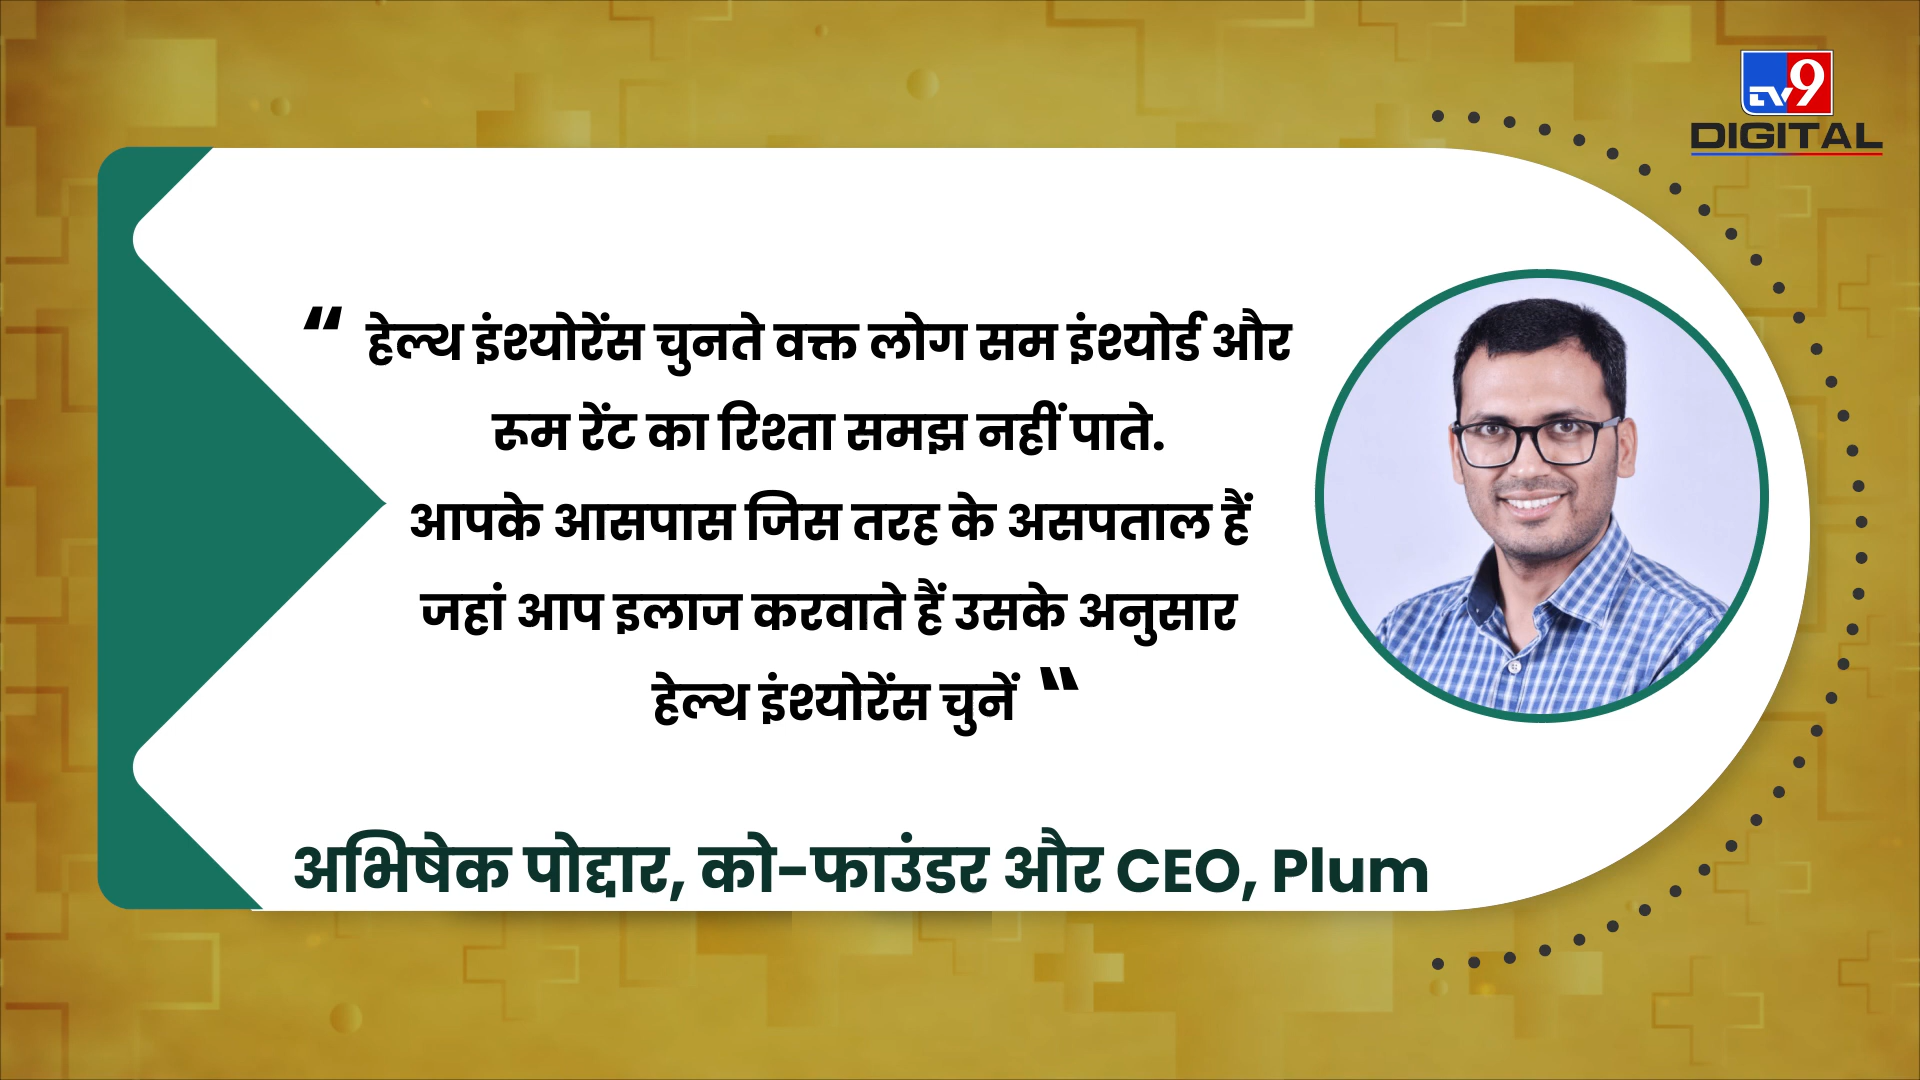 TV9
DIGITAL
“ हेल्थ इंश्योरेंस चुनते वक्त लोग सम इंश्योर्ड और
रूम रेंट का रिश्ता समझ नहीं पाते.
आपके आसपास जिस तरह के असपताल हैं
जहां आप इलाज करवाते हैं उसके अनुसार
हेल्थ इंश्योरेंस चुनें “
अभिषेक पोद्दार, को-फाउंडर और CEO, Plum